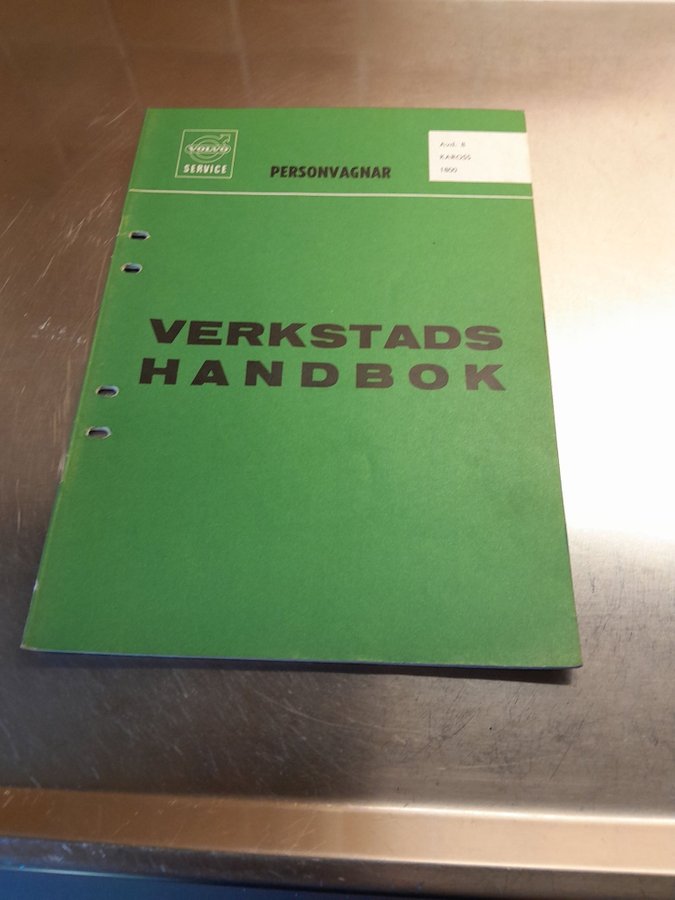 VOLVO
SERVICE
PERSONVAGNAR
Avd. 8
KAROSS
1800
VERKSTADS
HANDBOK